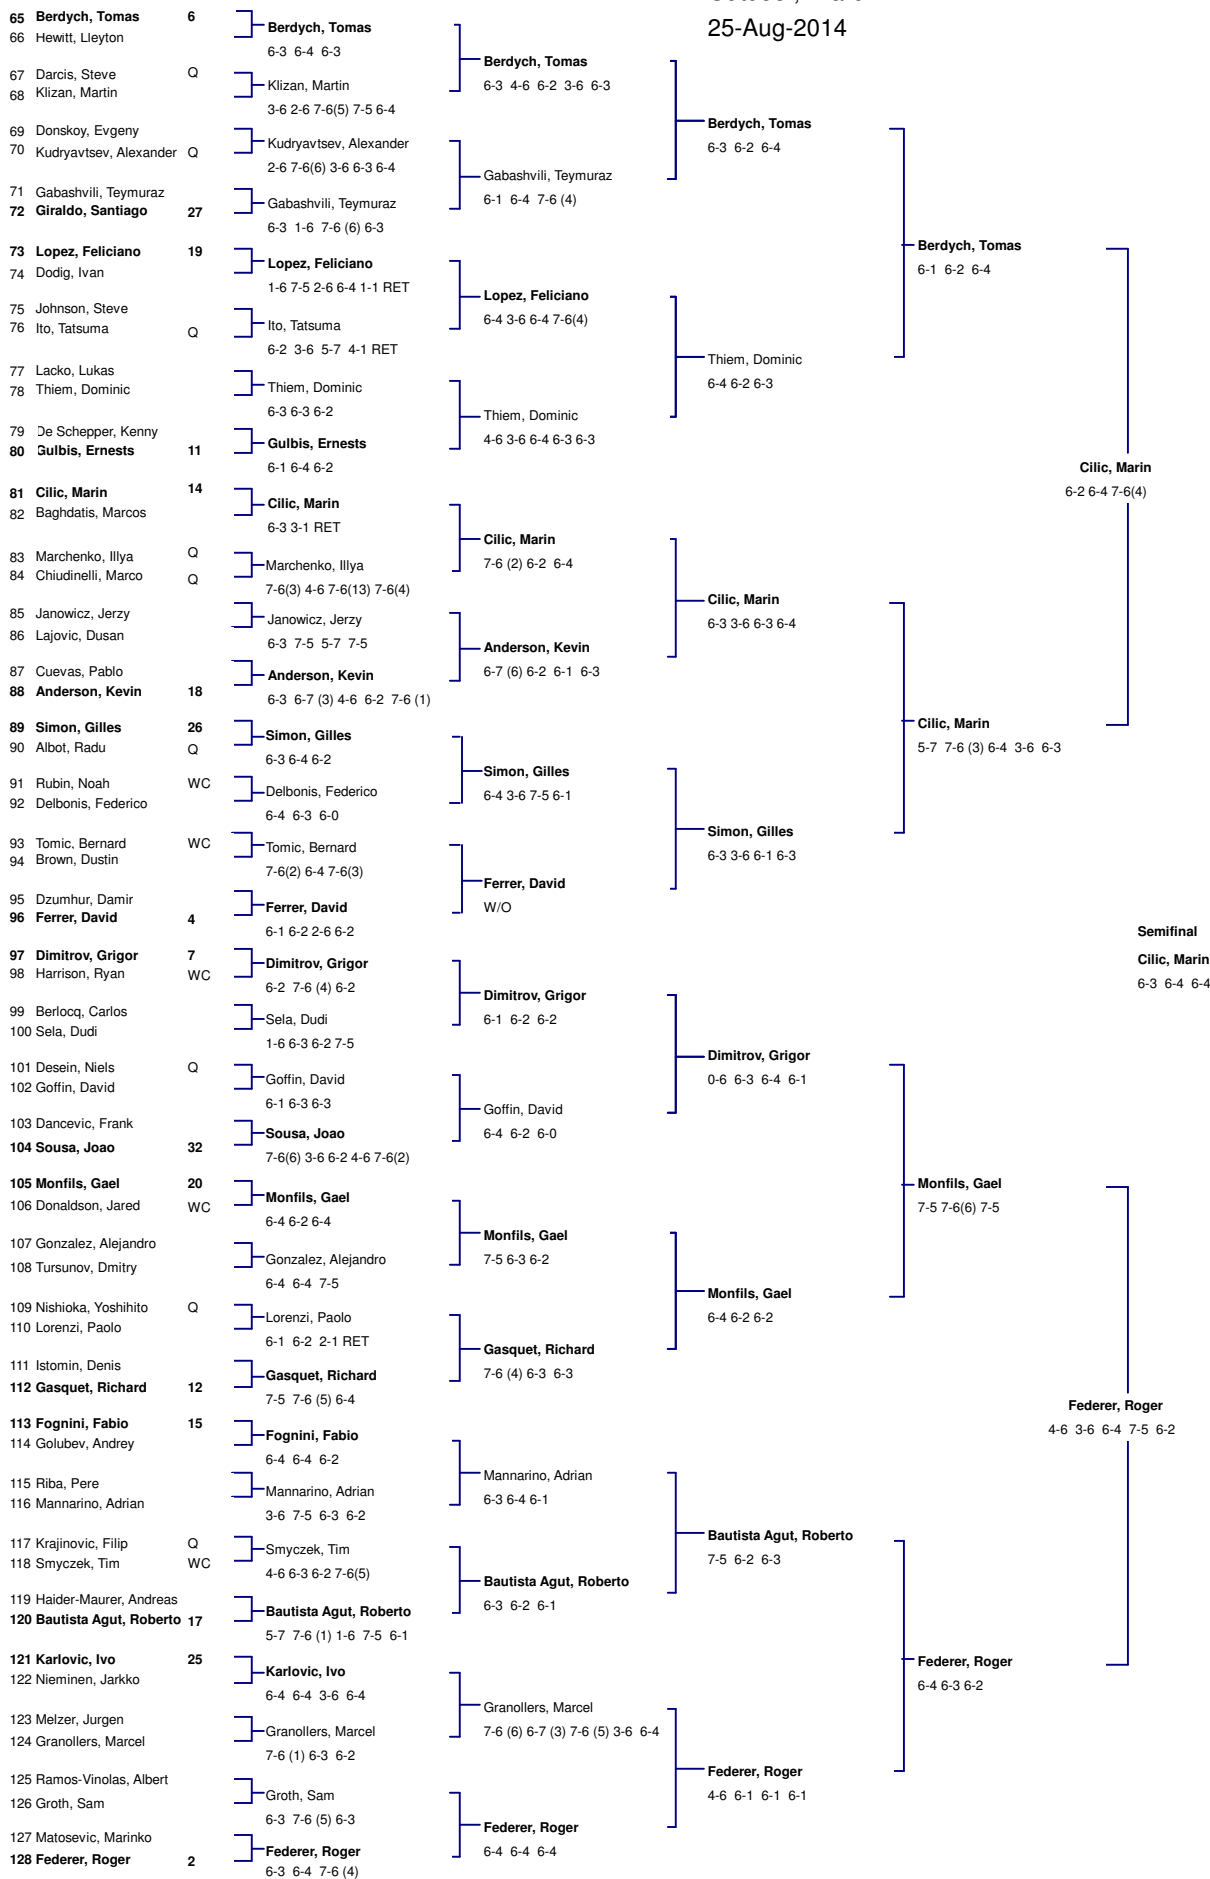 25-Aug-2014
65 Berdych, Tomas 6
66 Hewitt, Lleyton
67 Darcis, Steve Q
68 Klizan, Martin
69 Donskoy, Evgeny
70 Kudryavtsev, Alexander Q
71 Gabashvili, Teymuraz
72 Giraldo, Santiago 27
73 Lopez, Feliciano 19
74 Dodig, Ivan
75 Johnson, Steve
76 Ito, Tatsuma Q
77 Lacko, Lukas
78 Thiem, Dominic
79 De Schepper, Kenny
80 Gulbis, Ernests 11
81 Cilic, Marin 14
82 Baghdatis, Marcos
83 Marchenko, Illya Q
84 Chiudinelli, Marco Q
85 Janowicz, Jerzy
86 Lajovic, Dusan
87 Cuevas, Pablo
88 Anderson, Kevin 18
89 Simon, Gilles 26
90 Albot, Radu Q
91 Rubin, Noah WC
92 Delbonis, Federico
93 Tomic, Bernard WC
94 Brown, Dustin
95 Dzumhur, Damir
96 Ferrer, David 4
97 Dimitrov, Grigor 7
98 Harrison, Ryan WC
99 Berlocq, Carlos
100 Sela, Dudi
101 Desein, Niels Q
102 Goffin, David
103 Dancevic, Frank
104 Sousa, Joao 32
105 Monfils, Gael 20
106 Donaldson, Jared WC
107 Gonzalez, Alejandro
108 Tursunov, Dmitry
109 Nishioka, Yoshihito Q
110 Lorenzi, Paolo
111 Istomin, Denis
112 Gasquet, Richard 12
113 Fognini, Fabio 15
114 Golubev, Andrey
115 Riba, Pere
116 Mannarino, Adrian
117 Krajinovic, Filip Q
118 Smyczek, Tim WC
119 Haider-Maurer, Andreas
120 Bautista Agut, Roberto 17
121 Karlovic, Ivo 25
122 Nieminen, Jarkko
123 Melzer, Jurgen
124 Granollers, Marcel
125 Ramos-Vinolas, Albert
126 Groth, Sam
127 Matosevic, Marinko
128 Federer, Roger 2
Berdych, Tomas
6-3 6-4 6-3
Klizan, Martin
3-6 2-6 7-6(5) 7-5 6-4
Kudryavtsev, Alexander
2-6 7-6(6) 3-6 6-3 6-4
Gabashvili, Teymuraz
6-3 1-6 7-6 (6) 6-3
Lopez, Feliciano
1-6 7-5 2-6 6-4 1-1 RET
Ito, Tatsuma
6-2 3-6 5-7 4-1 RET
Thiem, Dominic
6-3 6-3 6-2
Gulbis, Ernests
6-1 6-4 6-2
Cilic, Marin
6-3 3-1 RET
Marchenko, Illya
7-6(3) 4-6 7-6(13) 7-6(4)
Janowicz, Jerzy
6-3 7-5 5-7 7-5
Anderson, Kevin
6-3 6-7 (3) 4-6 6-2 7-6 (1)
Simon, Gilles
6-3 6-4 6-2
Delbonis, Federico
6-4 6-3 6-0
Tomic, Bernard
7-6(2) 6-4 7-6(3)
Ferrer, David
6-1 6-2 2-6 6-2
Dimitrov, Grigor
6-2 7-6 (4) 6-2
Sela, Dudi
1-6 6-3 6-2 7-5
Goffin, David
6-1 6-3 6-3
Sousa, Joao
7-6(6) 3-6 6-2 4-6 7-6(2)
Monfils, Gael
6-4 6-2 6-4
Gonzalez, Alejandro
6-4 6-4 7-5
Lorenzi, Paolo
6-1 6-2 2-1 RET
Gasquet, Richard
7-5 7-6 (5) 6-4
Fognini, Fabio
6-4 6-4 6-2
Mannarino, Adrian
3-6 7-5 6-3 6-2
Smyczek, Tim
4-6 6-3 6-2 7-6(5)
Bautista Agut, Roberto
5-7 7-6 (1) 1-6 7-5 6-1
Karlovic, Ivo
6-4 6-4 3-6 6-4
Granollers, Marcel
7-6 (1) 6-3 6-2
Groth, Sam
6-3 7-6 (5) 6-3
Federer, Roger
6-3 6-4 7-6 (4)
Berdych, Tomas
6-3 4-6 6-2 3-6 6-3
Gabashvili, Teymuraz
6-1 6-4 7-6 (4)
Lopez, Feliciano
6-4 3-6 6-4 7-6(4)
Thiem, Dominic
4-6 3-6 6-4 6-3 6-3
Cilic, Marin
7-6 (2) 6-2 6-4
Anderson, Kevin
6-7 (6) 6-2 6-1 6-3
Simon, Gilles
6-4 3-6 7-5 6-1
Ferrer, David
W/O
Dimitrov, Grigor
6-1 6-2 6-2
Goffin, David
6-4 6-2 6-0
Monfils, Gael
7-5 6-3 6-2
Gasquet, Richard
7-6 (4) 6-3 6-3
Mannarino, Adrian
6-3 6-4 6-1
Bautista Agut, Roberto
6-3 6-2 6-1
Granollers, Marcel
7-6 (6) 6-7 (3) 7-6 (5) 3-6 6-4
Federer, Roger
6-4 6-4 6-4
Berdych, Tomas
6-3 6-2 6-4
Thiem, Dominic
6-4 6-2 6-3
Cilic, Marin
6-3 3-6 6-3 6-4
Simon, Gilles
6-3 3-6 6-1 6-3
Dimitrov, Grigor
0-6 6-3 6-4 6-1
Monfils, Gael
6-4 6-2 6-2
Bautista Agut, Roberto
7-5 6-2 6-3
Federer, Roger
4-6 6-1 6-1 6-1
Berdych, Tomas
6-1 6-2 6-4
Cilic, Marin
5-7 7-6 (3) 6-4 3-6 6-3
Monfils, Gael
7-5 7-6(6) 7-5
Federer, Roger
6-4 6-3 6-2
Cilic, Marin
6-2 6-4 7-6(4)
Federer, Roger
4-6 3-6 6-4 7-5 6-2
Semifinal
Cilic, Marin
6-3 6-4 6-4